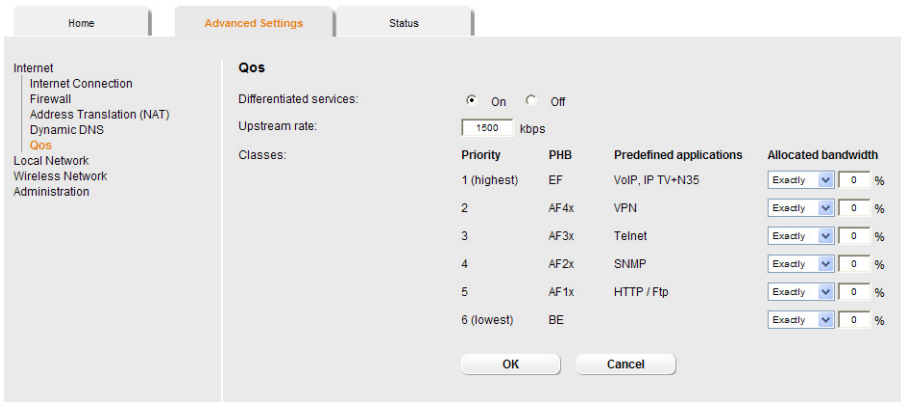 Home
Advanced Settings
Status
Internet
Internet Connection
Firewall
Address Translation (NAT)
Dynamic DNS
Qos
Local Network
Wireless Network
Administration
Qos
Differentiated services: On Off
Upstream rate: 1500 kbps
Classes: Priority PHB Predefined applications Allocated bandwidth
1 (highest) EF VoIP, IP TV+N35 Exactly 0 %
2 AF4x VPN Exactly 0 %
3 AF3x Telnet Exactly 0 %
4 AF2x SNMP Exactly 0 %
5 AF1x HTTP / Ftp Exactly 0 %
6 (lowest) BE Exactly 0 %
OK Cancel